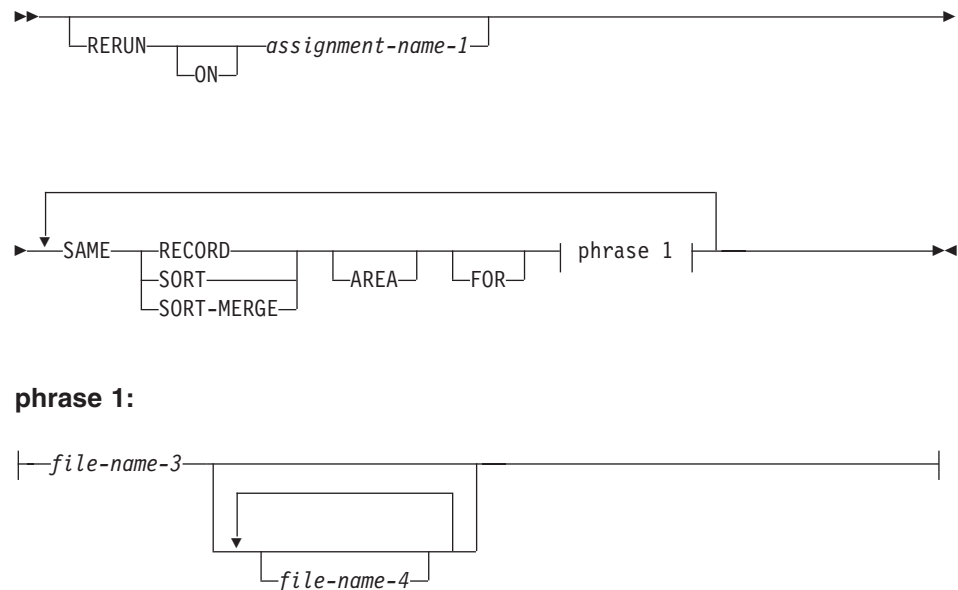 RERUN assignment-name-1
ON
SAME RECORD phrase 1
SORT AREA FOR
SORT-MERGE
phrase 1:
file-name-3
file-name-4